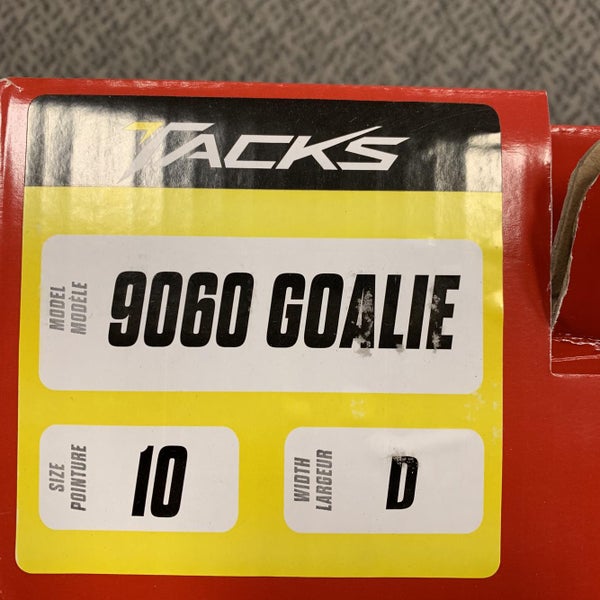 TACKS
MODEL
MODÈLE
9060 GOALIE
SIZE
POINTURE
10
WIDTH
LARGEUR
D